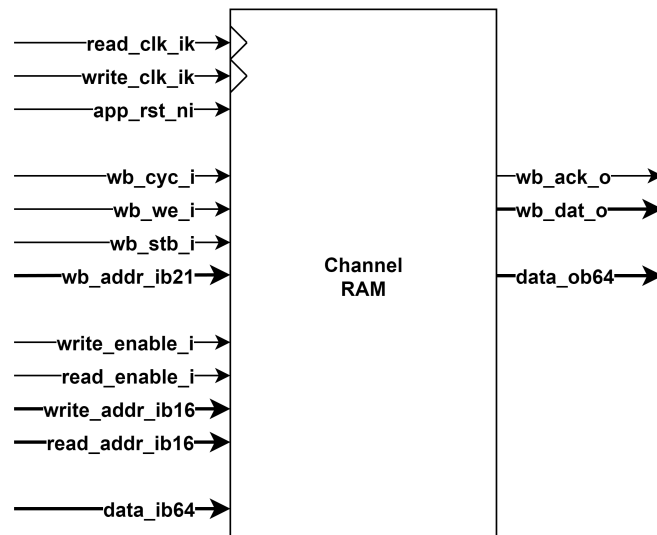 read_clk_ik
write_clk_ik
app_rst_ni
wb_cyc_i
wb_ack_o
wb_we_i
wb_dat_o
wb_stb_i
wb_addr_ib21
Channel
RAM
data_ob64
write_enable_i
read_enable_i
write_addr_ib16
read_addr_ib16
data_ib64